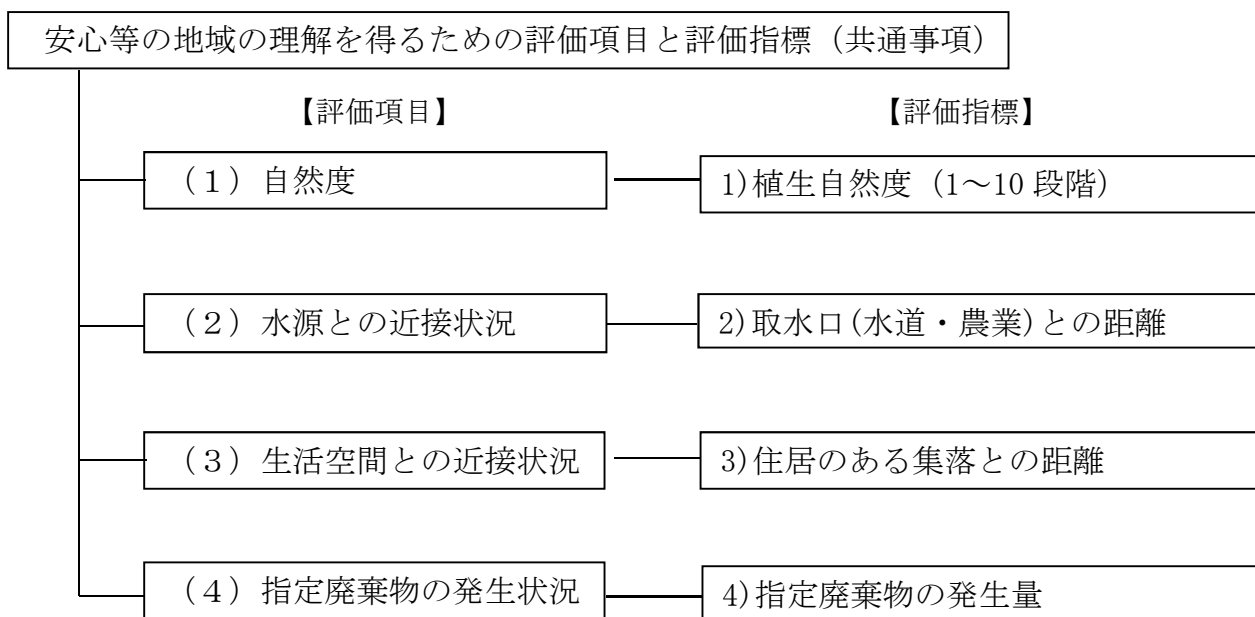 安心等の地域の理解を得るための評価項目と評価指標（共通事項）
【評価項目】 【評価指標】
（１）自然度 1)植生自然度（1～10 段階）
（２）水源との近接状況 2)取水口(水道・農業)との距離
（３）生活空間との近接状況 3)住居のある集落との距離
（４）指定廃棄物の発生状況 4)指定廃棄物の発生量